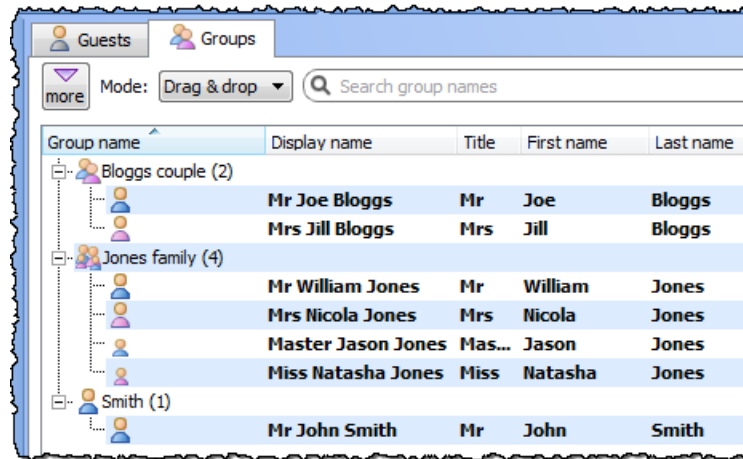 Guests Groups
more Mode: Drag & drop Search group names
Group name Display name Title First name Last name
Bloggs couple (2)
Mr Joe Bloggs Mr Joe Bloggs
Mrs Jill Bloggs Mrs Jill Bloggs
Jones family (4)
Mr William Jones Mr William Jones
Mrs Nicola Jones Mrs Nicola Jones
Master Jason Jones Mas... Jason Jones
Miss Natasha Jones Miss Natasha Jones
Smith (1)
Mr John Smith Mr John Smith